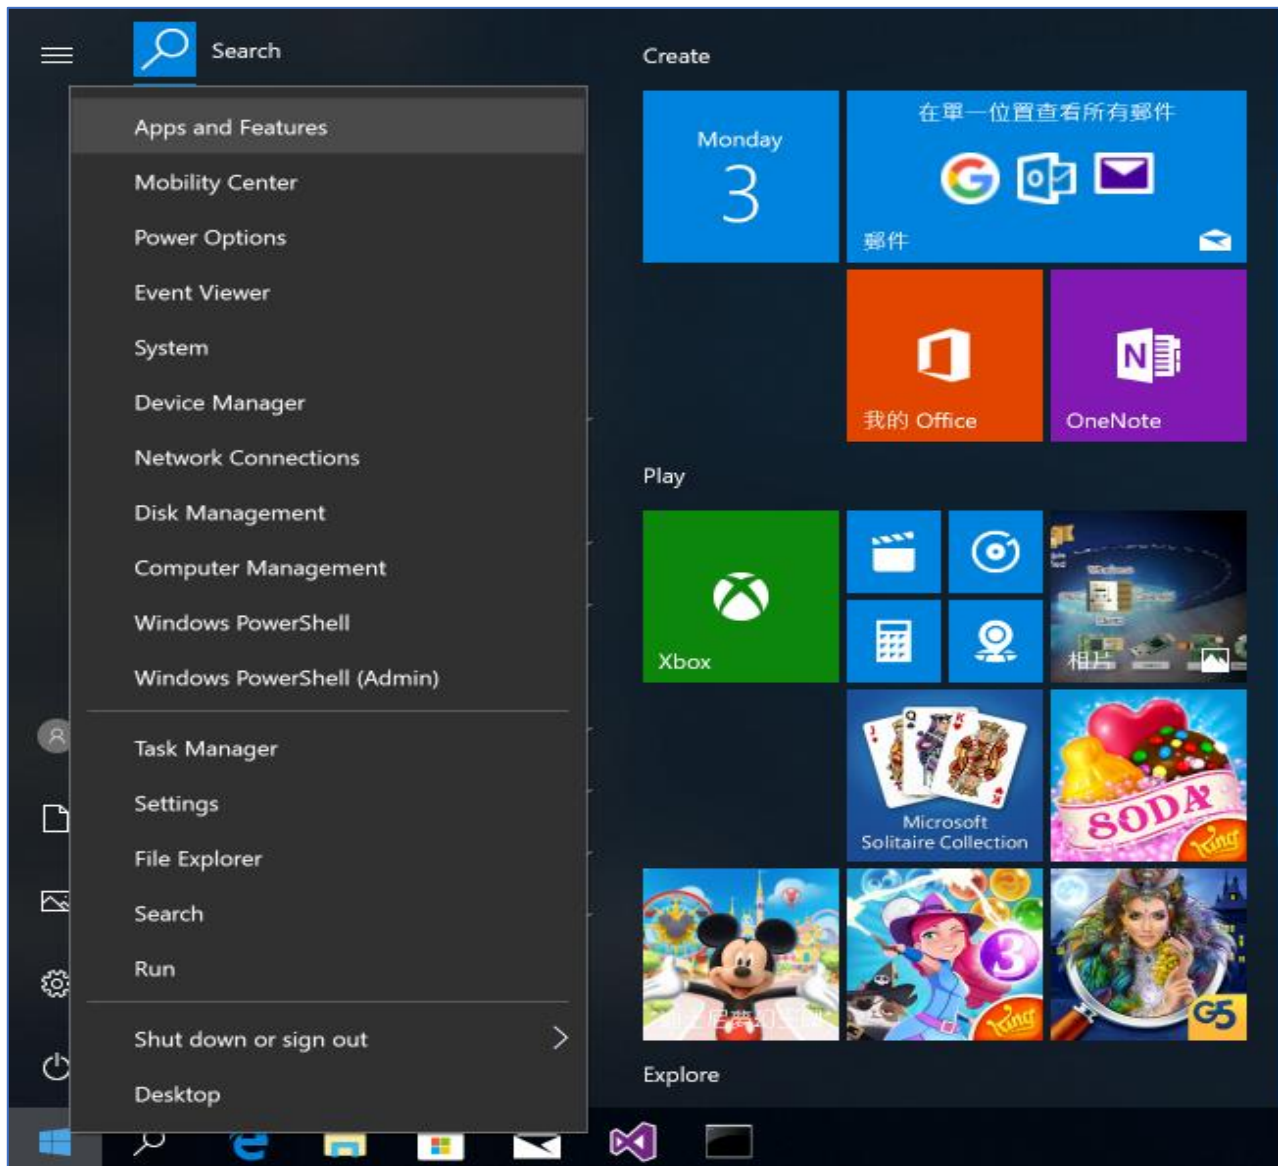 Search
Apps and Features
Mobility Center
Power Options
Event Viewer
System
Device Manager
Network Connections
Disk Management
Computer Management
Windows PowerShell
Windows PowerShell (Admin)
Task Manager
Settings
File Explorer
Search
Run
Shut down or sign out
Desktop
Create
Monday
3
在單一位置查看所有郵件
郵件
我的 Office
N
OneNote
Play
Xbox
相片
Microsoft
Solitaire Collection
SODA
King
3
King
G5
Explore